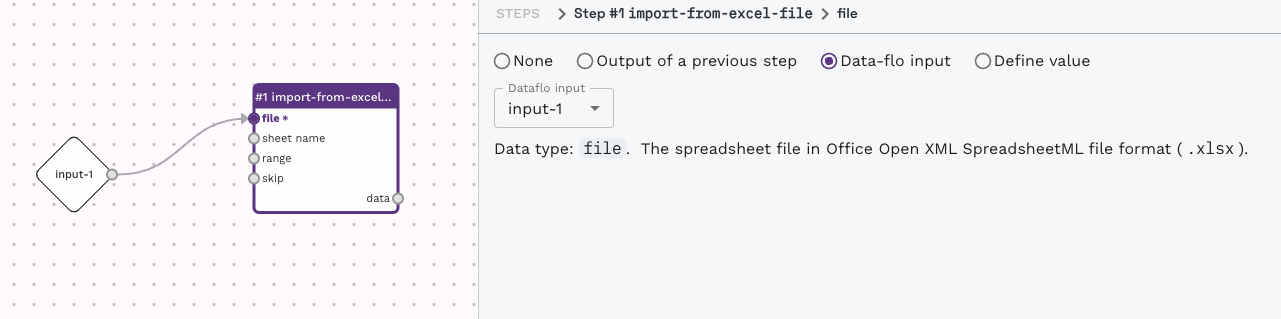 STEPS > Step #1 import-from-excel-file > file
None Output of a previous step Data-flo input Define value
Dataflo input
input-1
Data type: file. The spreadsheet file in Office Open XML SpreadsheetML file format ( .xlsx ).
#1 import-from-excel...
file *
sheet name
range
skip
data
input-1